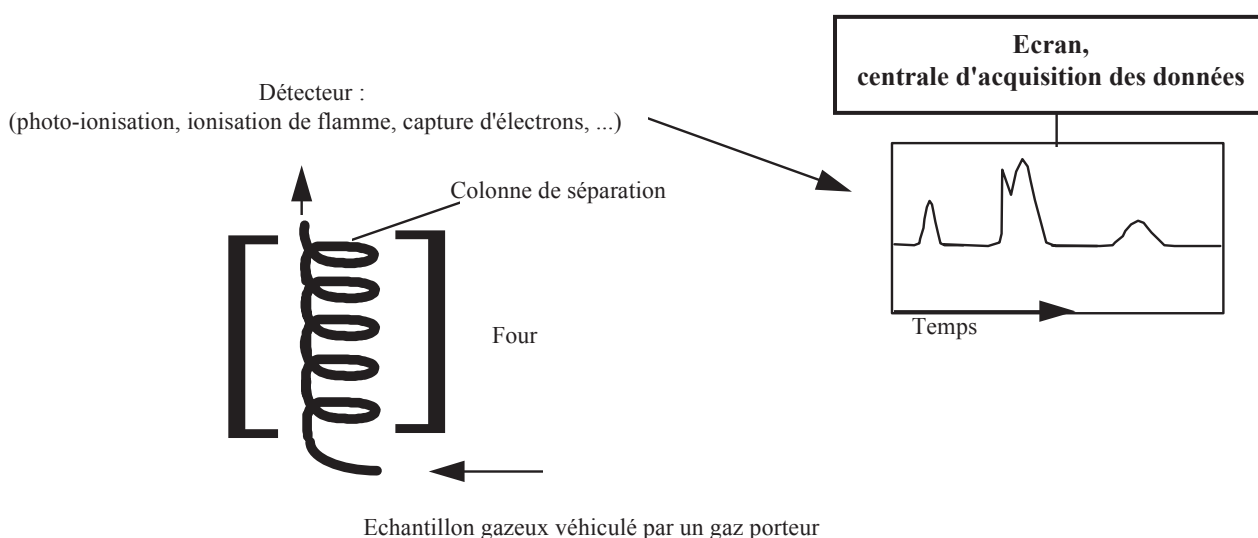 Ecran,
centrale d'acquisition des données
Détecteur :
(photo-ionisation, ionisation de flamme, capture d'électrons, ...)
Colonne de séparation
Four
Temps
Echantillon gazeux véhiculé par un gaz porteur